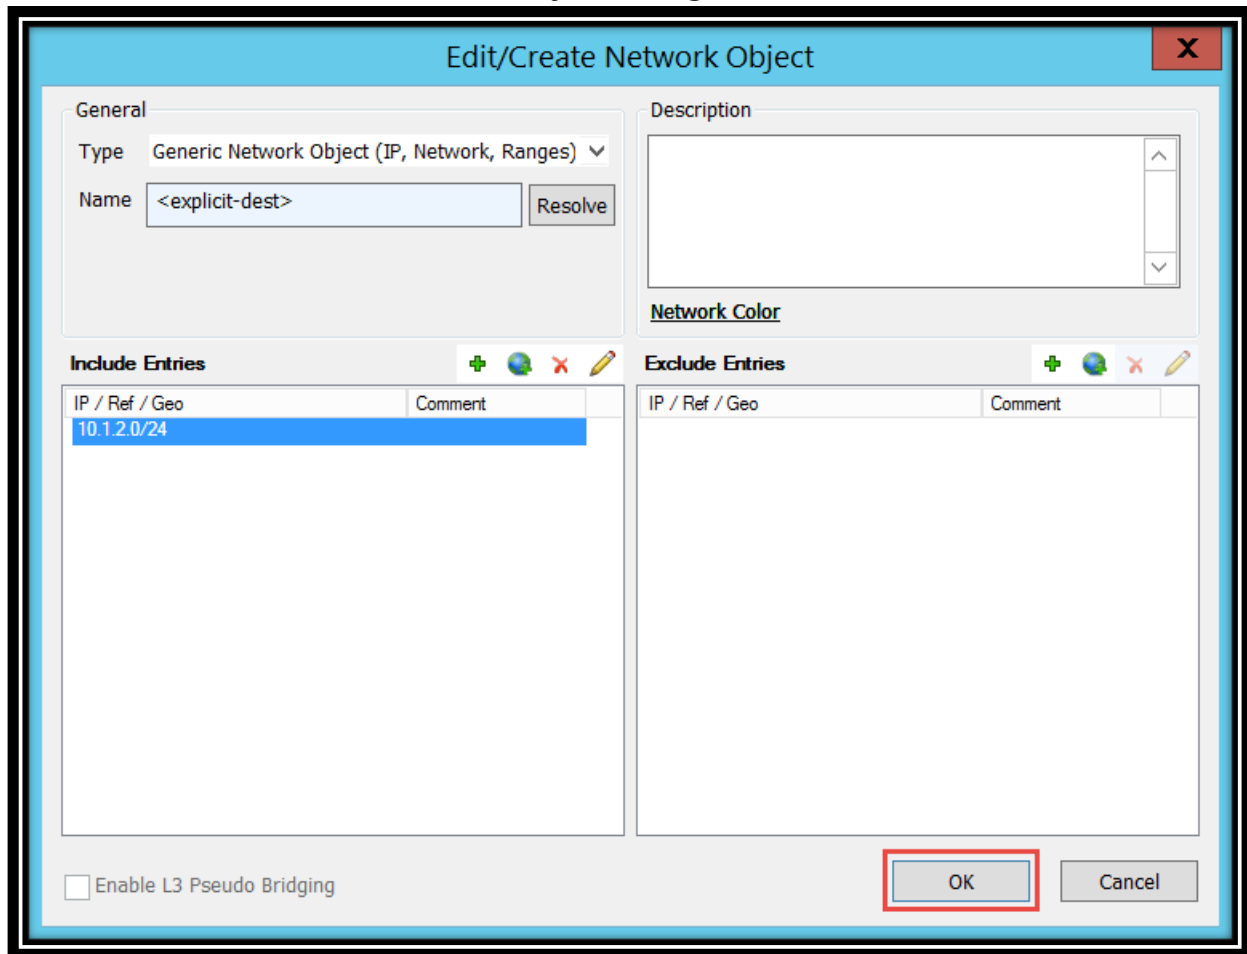 Edit/Create Network Object
X
General
Type Generic Network Object (IP, Network, Ranges)
Name <explicit-dest> Resolve
Description
Network Color
Include Entries
IP / Ref / Geo Comment
10.1.2.0/24
Exclude Entries
IP / Ref / Geo Comment
Enable L3 Pseudo Bridging
OK Cancel